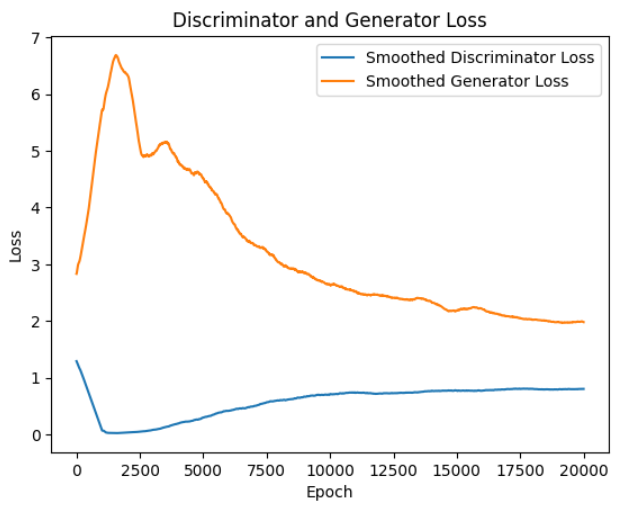 Discriminator and Generator Loss
Smoothed Discriminator Loss
Smoothed Generator Loss
Loss
7
6
5
4
3
2
1
0
0 2500 5000 7500 10000 12500 15000 17500 20000
Epoch